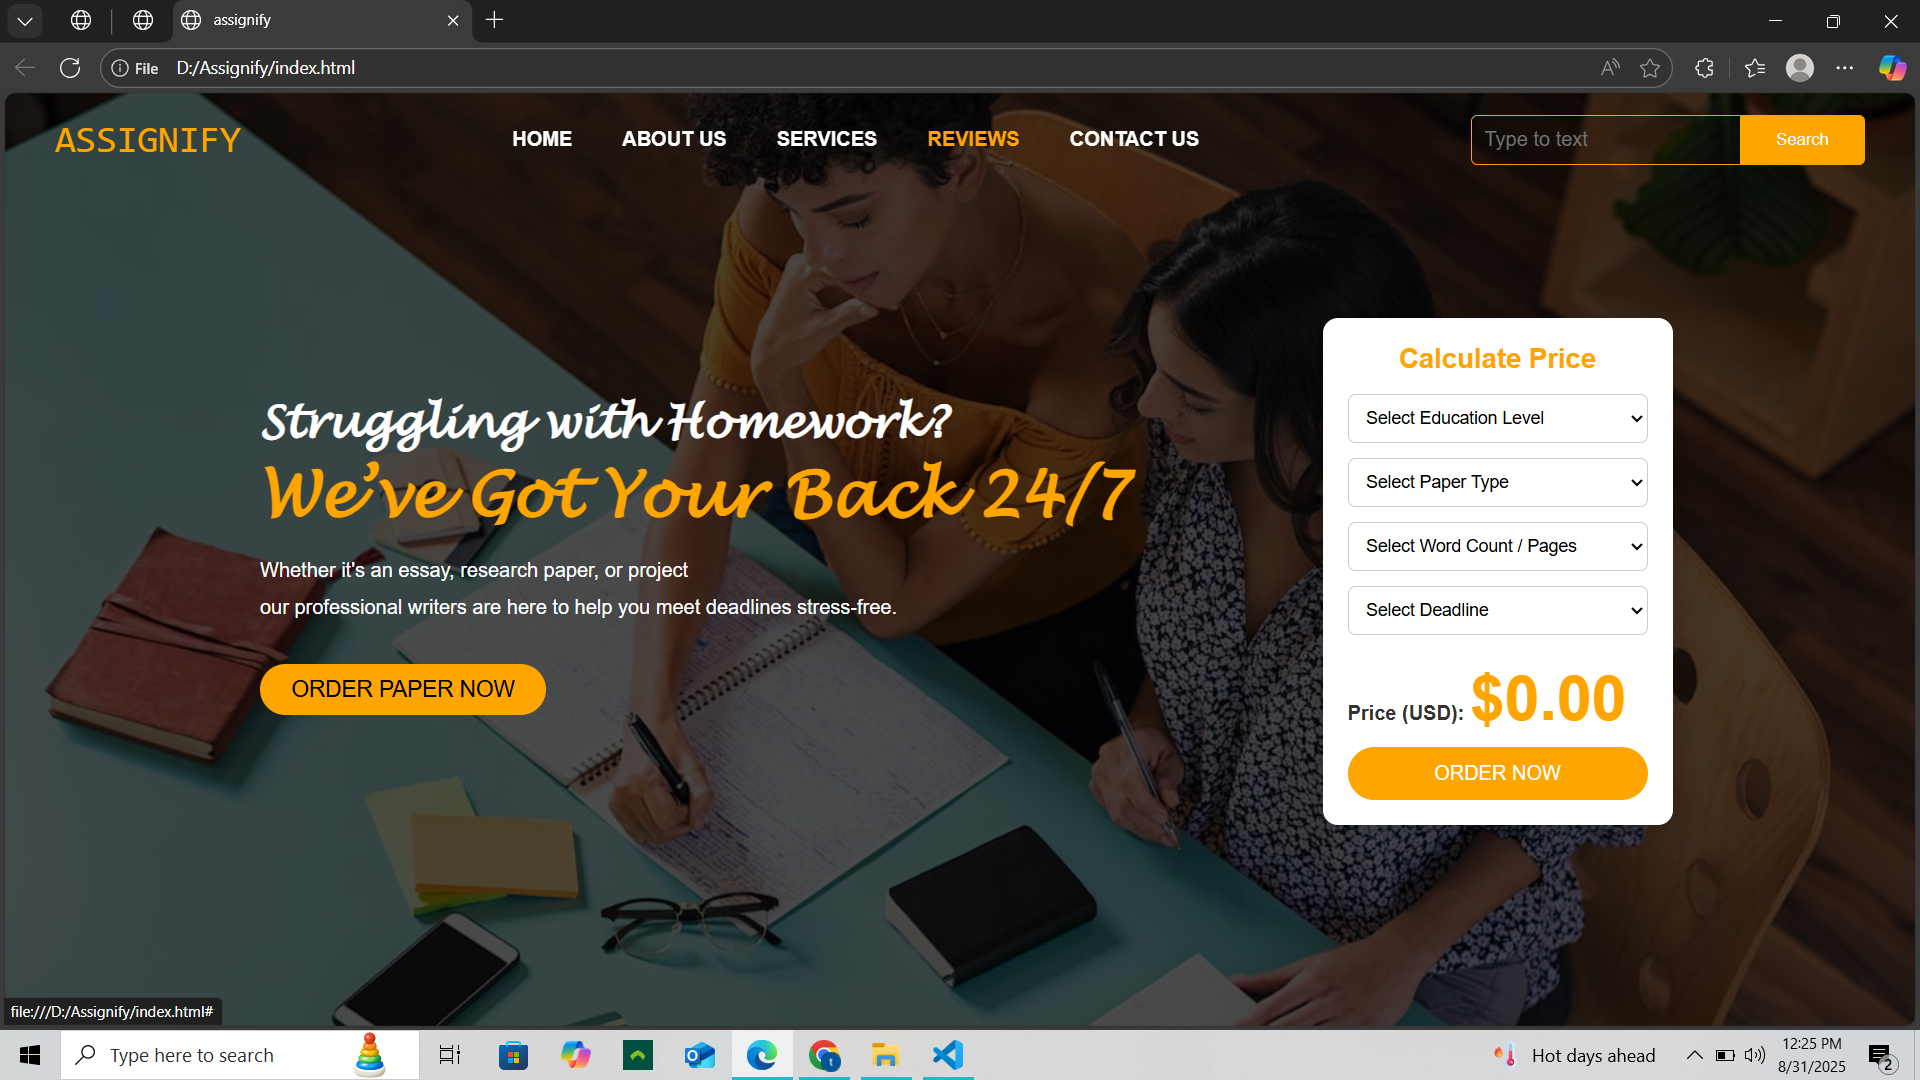 assignify
File
D:/Assignify/index.html
ASSIGNIFY
HOME
ABOUT US
SERVICES
REVIEWS
CONTACT US
Type to text
Search
Struggling with Homework?
We've Got Your Back 24/7
Whether it's an essay, research paper, or project
our professional writers are here to help you meet deadlines stress-free.
ORDER PAPER NOW
Calculate Price
Select Education Level
Select Paper Type
Select Word Count / Pages
Select Deadline
Price (USD): $0.00
ORDER NOW
file:///D:/Assignify/index.html#
Type here to search
Hot days ahead
12:25 PM
8/31/2025
2